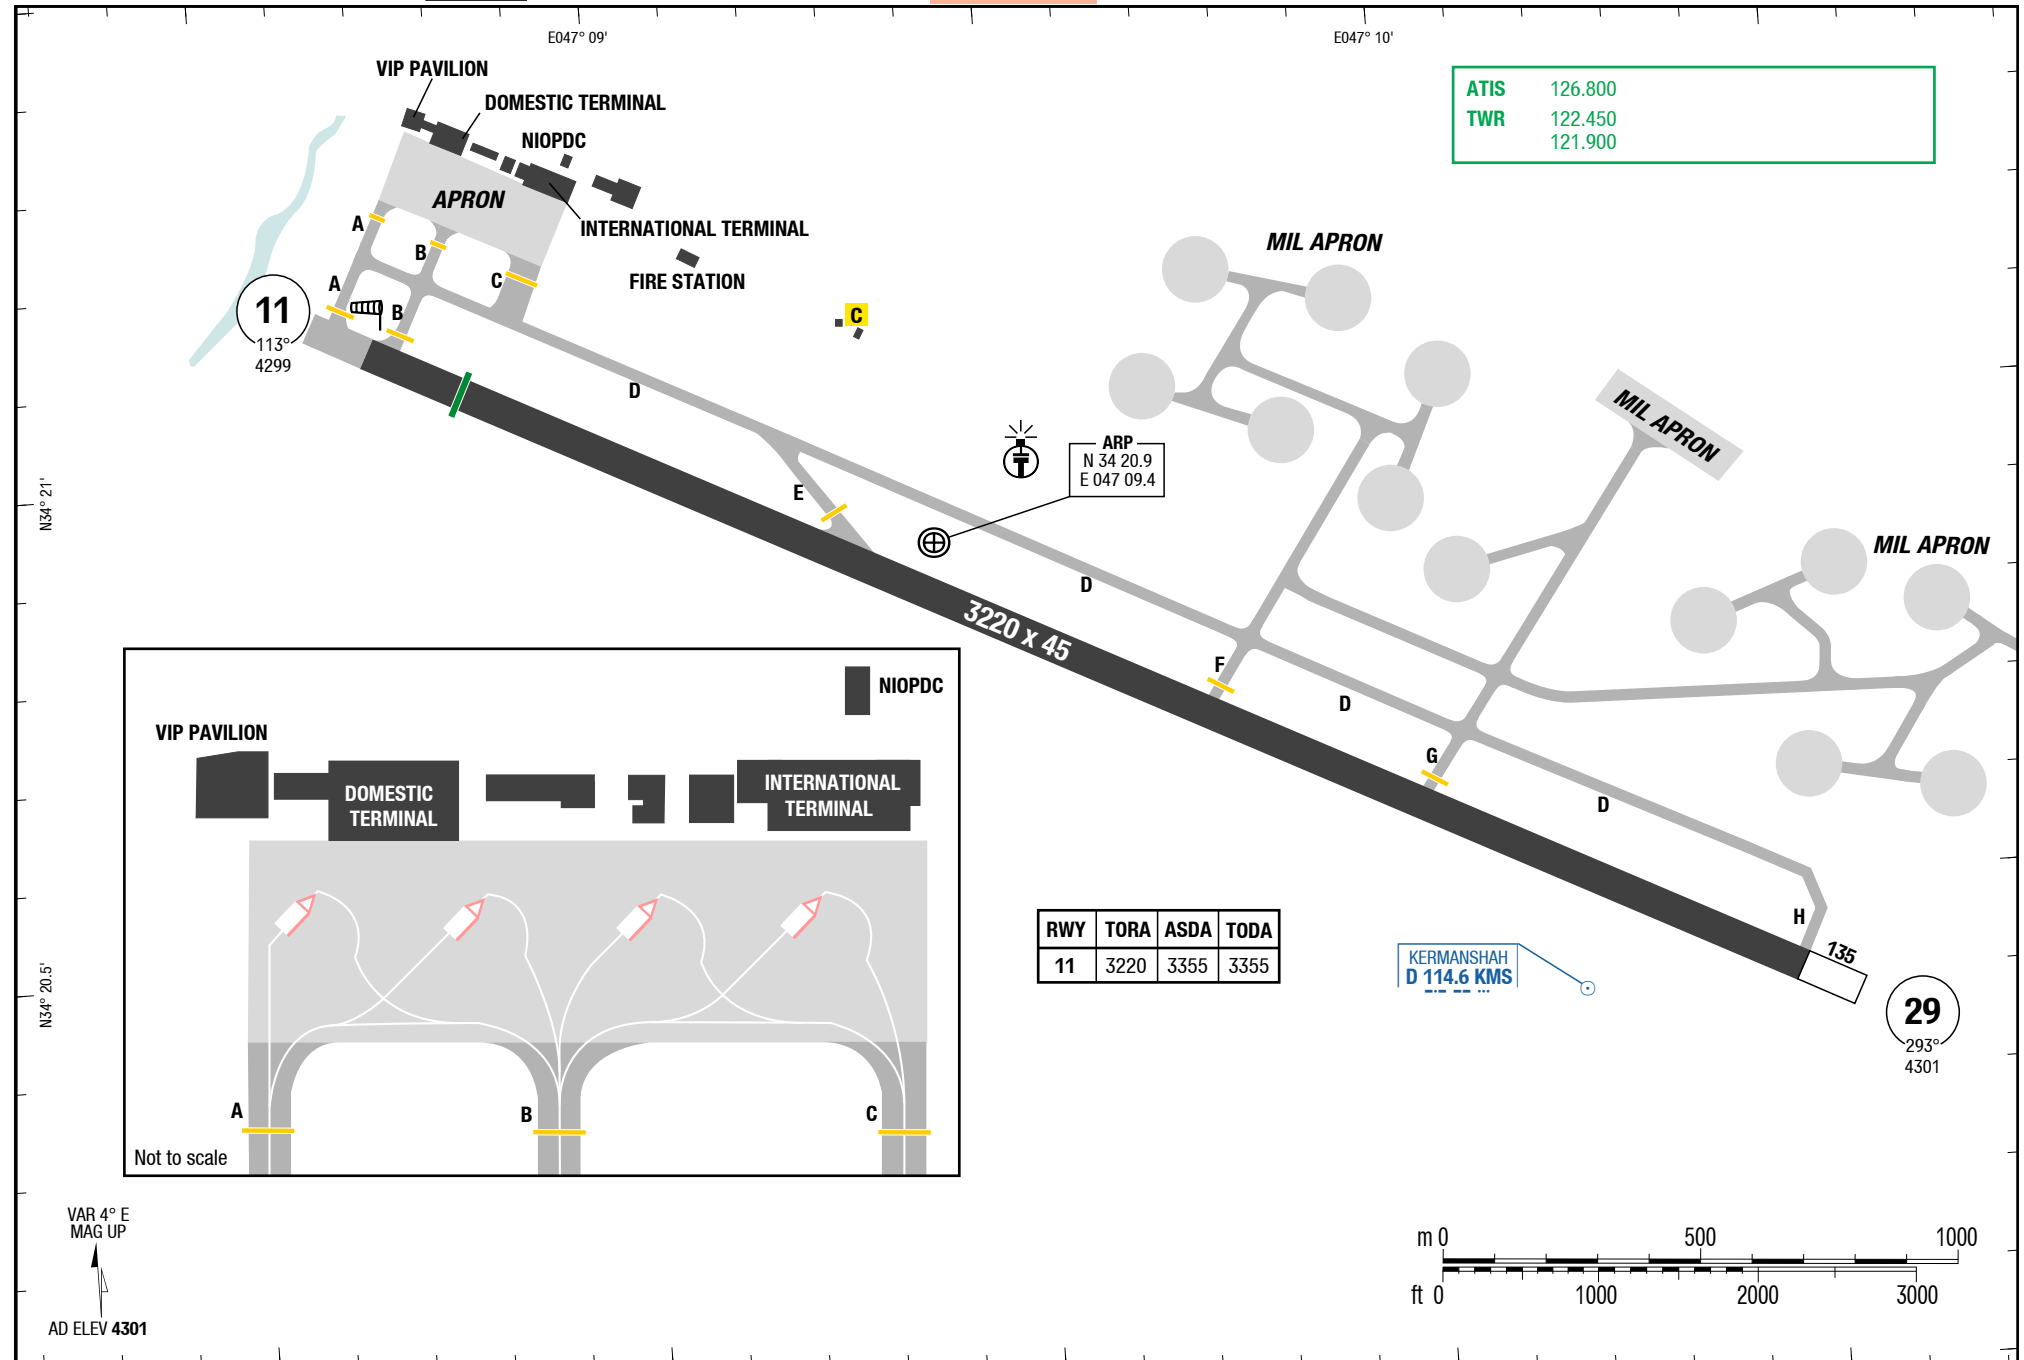 E047° 09'
E047° 10'
VIP PAVILION
DOMESTIC TERMINAL
NIOPDC
APRON
INTERNATIONAL TERMINAL
FIRE STATION
ATIS 126.800
TWR 122.450
121.900
A
B
C
A
B
11
113°
4299
C
D
MIL APRON
MIL APRON
MIL APRON
N34° 21'
E
ARP
N 34 20.9
E 047 09.4
D
3220 x 45
F
D
G
D
H
135
29
293°
4301
NIOPDC
VIP PAVILION
DOMESTIC
TERMINAL
INTERNATIONAL
TERMINAL
A
B
C
Not to scale
N34° 20.5'
RWY TORA ASDA TODA
11 3220 3355 3355
KERMANSHAH
D 114.6 KMS
VAR 4° E
MAG UP
AD ELEV 4301
m 0 500 1000
ft 0 1000 2000 3000